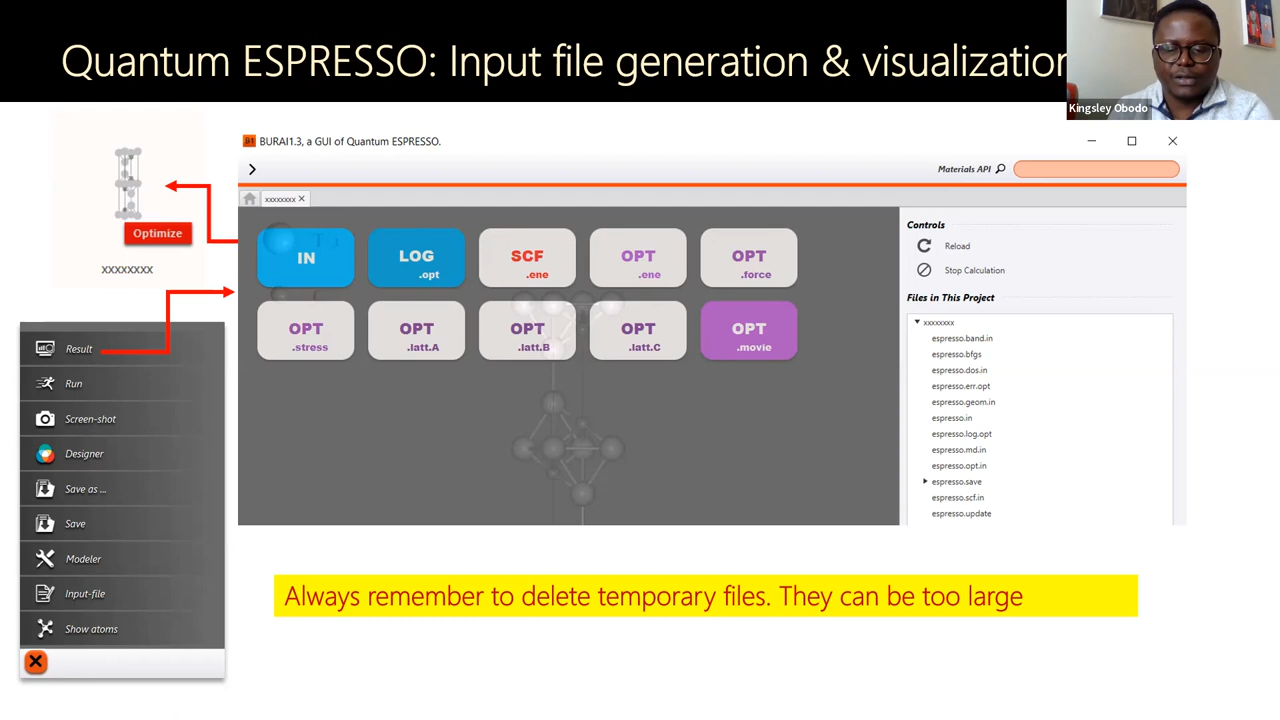 Quantum ESPRESSO: Input file generation & visualization
Kingsley Obodo
Optimize
xxxxxxxx
BURAI1.3, a GUI of Quantum ESPRESSO.
Materials API
xxxxxxxx
IN
LOG
.opt
SCF
.ene
OPT
.ene
OPT
.force
OPT
.stress
OPT
.latt.A
OPT
.latt.B
OPT
.latt.C
OPT
.movie
Controls
Reload
Stop Calculation
Files in This Project
xxxxxxxx
espresso.band.in
espresso.bfgs
espresso.dos.in
espresso.err.opt
espresso.geom.in
espresso.in
espresso.log.opt
espresso.md.in
espresso.opt.in
espresso.save
espresso.scf.in
espresso.update
Result
Run
Screen-shot
Designer
Save as ...
Save
Modeler
Input-file
Show atoms
Always remember to delete temporary files. They can be too large